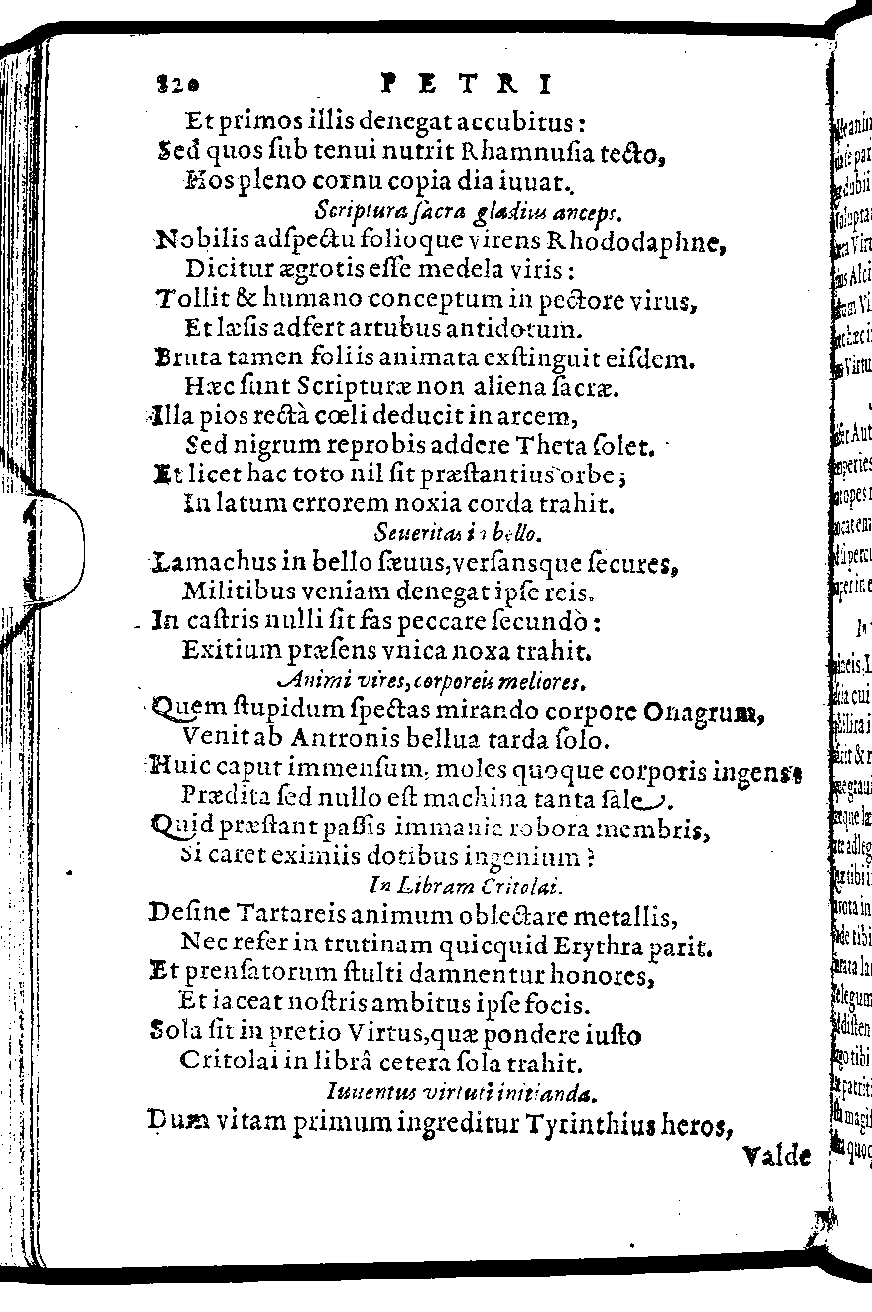 820 PETRI
Et primos illis denegat accubitus:
Sed quos ſub tenui nutrit Rhamnuſia tecto,
Hos pleno cornu copia dia iuuat.
Scriptura ſacra gladius anceps.
Nobilis adſpectu folioque virens Rhododaphne,
Dicitur ægrotis eſſe medela viris:
Tollit & humano conceptum in pectore virus,
Et læſis adfert artubus antidotum.
Bruta tamen foliis animata exſtinguit eiſdem.
Hæc ſunt Scripturæ non aliena ſacræ.
Illa pios rectà cœli deducit in arcem,
Sed nigrum reprobis addere Theta ſolet.
Et licet hac toto nil ſit præſtantius orbe;
In latum errorem noxia corda trahit.
Seueritas in bello.
Lamachus in bello ſæuus, verſansque ſecures,
Militibus veniam denegat ipſe reis.
In caſtris nulli ſit fas peccare ſecundò:
Exitium præſens vnica noxa trahit.
Animi vires, corporeis meliores.
Quem ſtupidum ſpectas mirando corpore Onagrum,
Venit ab Antronis bellua tarda ſolo.
Huic caput immenſum, moles quoque corporis ingens:
Prædita ſed nullo eſt machina tanta ſale.
Quid præſtant paſſis immania robora membris,
Si caret eximiis dotibus ingenium?
In Libram Critolai.
Deſine Tartareis animum oblectare metallis,
Nec refer in trutinam quicquid Erythra parit.
Et prenſatorum ſtulti damnentur honores,
Et iaceat noſtris ambitus ipſe focis.
Sola ſit in pretio Virtus, quæ pondere iuſto
Critolai in librâ cetera ſola trahit.
Iuuentus virtuti initianda.
Dum vitam primum ingreditur Tyrinthius heros,
Valde